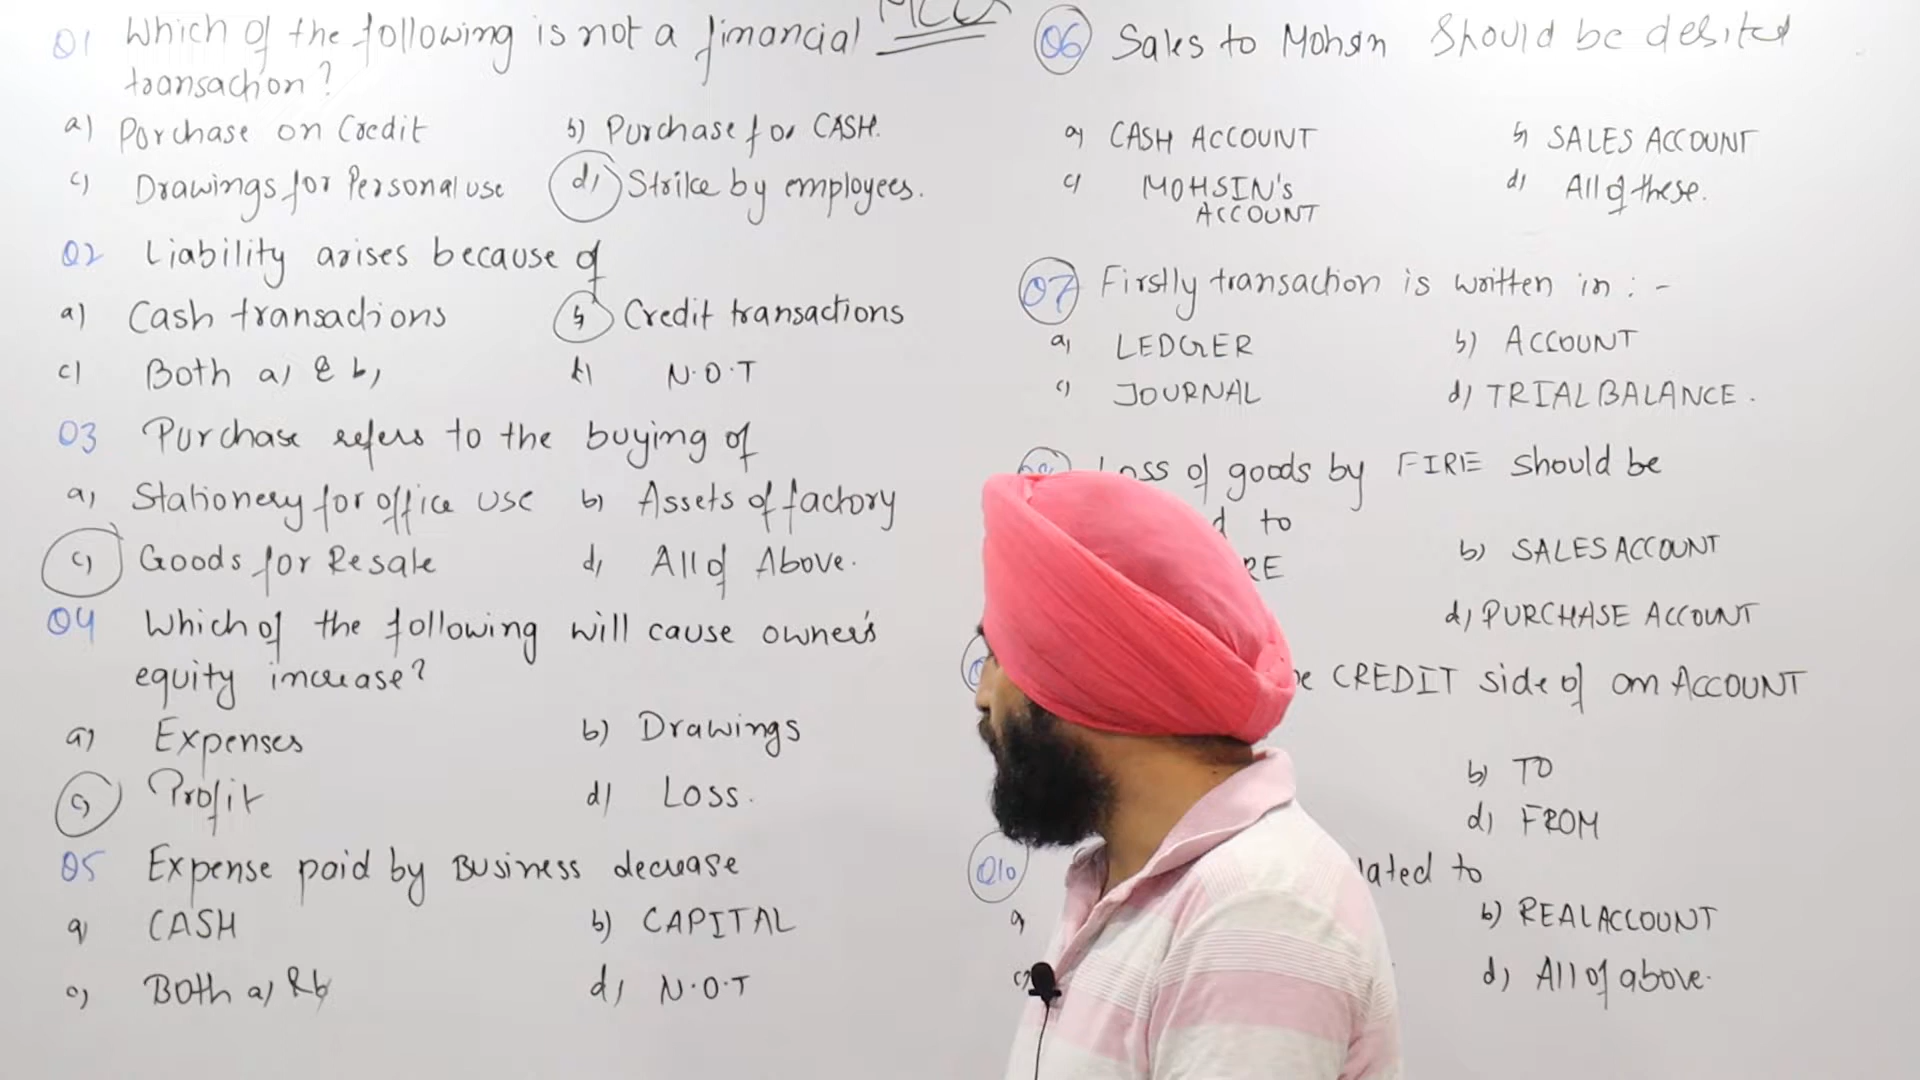 MCQs
Q1 Which of the following is not a financial
transaction?
a) Purchase on Credit b) Purchase for CASH.
c) Drawings for Personal use d) Strike by employees.
Q2 Liability arises because of
a) Cash transactions b) Credit transactions
c) Both a) & b) d) N.O.T
Q3 Purchase refers to the buying of
a) Stationery for office use b) Assets of factory
c) Goods for Resale d) All of Above.
Q4 Which of the following will cause owner's
equity increase?
a) Expenses b) Drawings
c) Profit d) Loss.
Q5 Expense paid by Business decrease
a) CASH b) CAPITAL
c) Both a) & b) d) N.O.T
Q6 Sales to Mohsin Should be debited
a) CASH ACCOUNT b) SALES ACCOUNT
c) MOHSIN'S d) All of these.
ACCOUNT
Q7 Firstly transaction is written in :-
a) LEDGER b) ACCOUNT
c) JOURNAL d) TRIAL BALANCE.
Loss of goods by FIRE should be
to
b) SALES ACCOUNT
d) PURCHASE ACCOUNT
CREDIT side of an ACCOUNT
b) TO
d) FROM
Q10 lated to
a) b) REAL ACCOUNT
c) d) All of above.